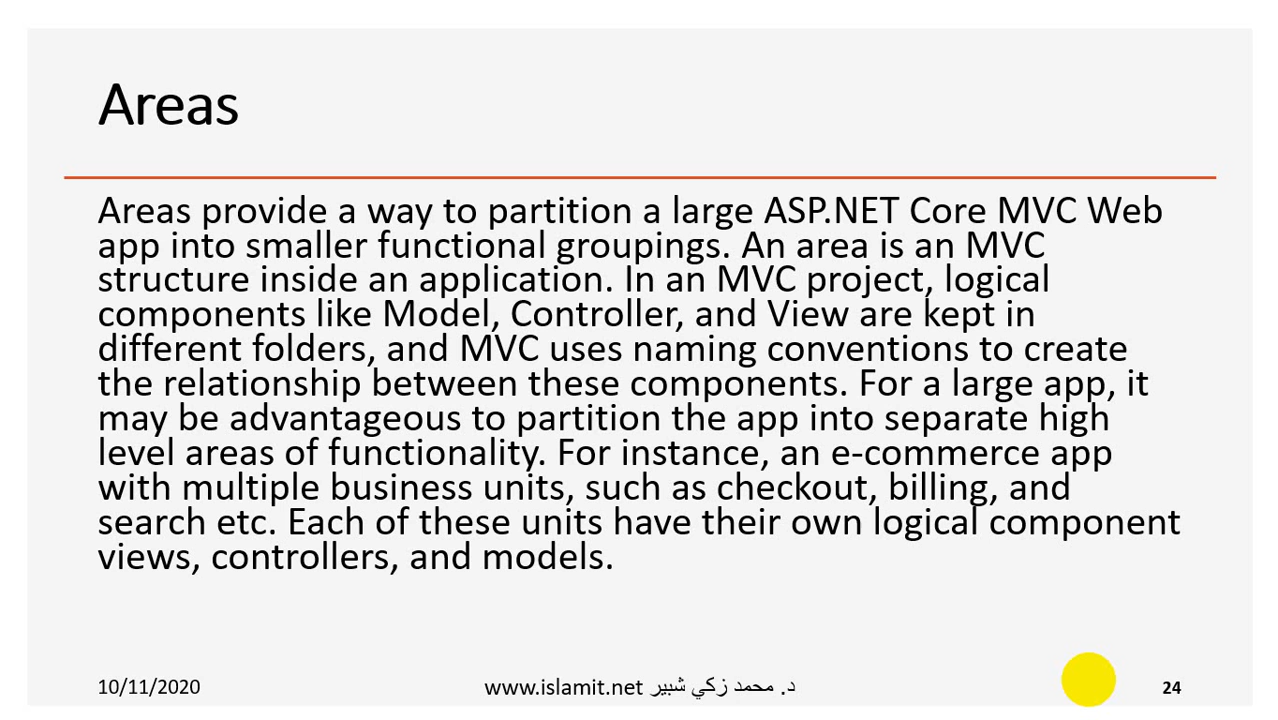 Areas
Areas provide a way to partition a large ASP.NET Core MVC Web
app into smaller functional groupings. An area is an MVC
structure inside an application. In an MVC project, logical
components like Model, Controller, and View are kept in
different folders, and MVC uses naming conventions to create
the relationship between these components. For a large app, it
may be advantageous to partition the app into separate high
level areas of functionality. For instance, an e-commerce app
with multiple business units, such as checkout, billing, and
search etc. Each of these units have their own logical component
views, controllers, and models.
10/11/2020
www.islamit.net د. محمد زكي شبير
24